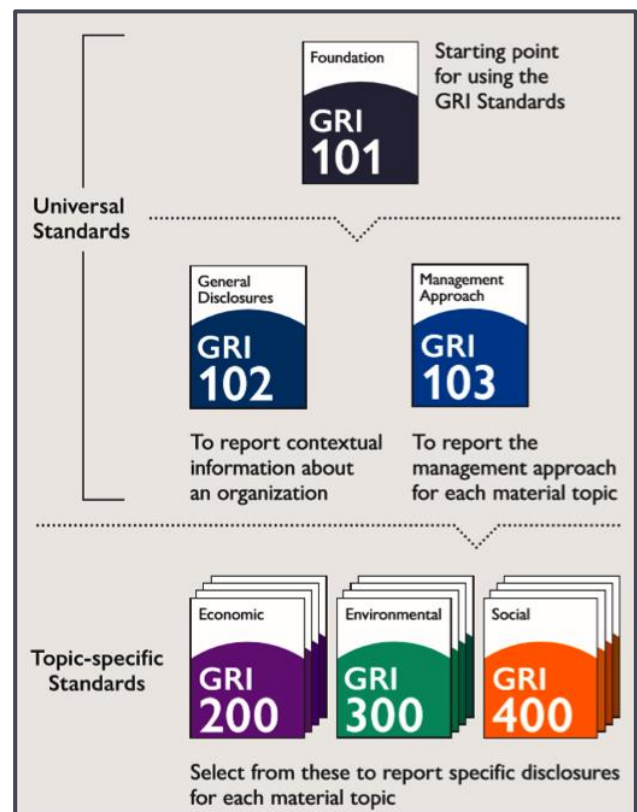 Foundation
GRI
101
Starting point
for using the
GRI Standards
Universal
Standards
General
Disclosures
GRI
102
Management
Approach
GRI
103
To report contextual
information about
an organization
To report the
management approach
for each material topic
Topic-specific
Standards
Economic
GRI
200
Environmental
GRI
300
Social
GRI
400
Select from these to report specific disclosures
for each material topic